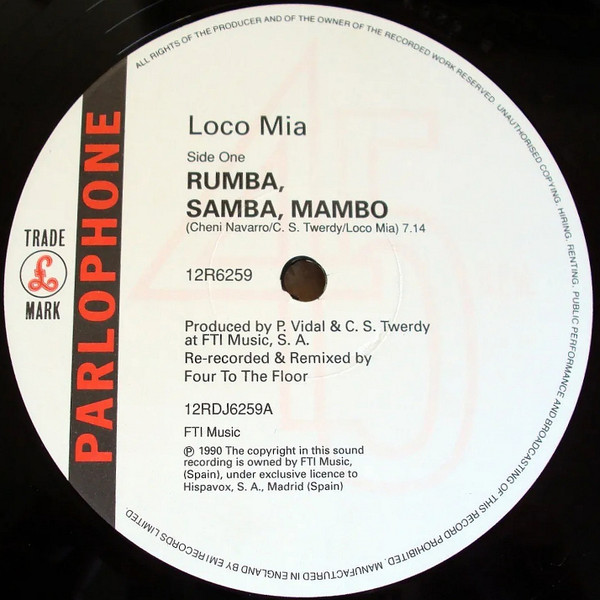 ALL RIGHTS OF THE PRODUCER AND OF THE OWNER OF THE RECORDED WORK RESERVED. UNAUTHORISED COPYING, HIRING, RENTING, PUBLIC PERFORMANCE AND BROADCASTING OF THIS RECORD PROHIBITED. MANUFACTURED IN ENGLAND BY EMI RECORDS LIMITED
PARLOPHONE
TRADE
£
MARK
Loco Mia
Side One
RUMBA,
SAMBA, MAMBO
(Cheni Navarro/C. S. Twerdy/Loco Mia) 7.14
12R6259
Produced by P. Vidal & C. S. Twerdy
at FTI Music, S. A.
Re-recorded & Remixed by
Four To The Floor
12RDJ6259A
FTI Music
℗ 1990 The copyright in this sound
recording is owned by FTI Music,
(Spain), under exclusive licence to
Hispavox, S. A., Madrid (Spain)
45